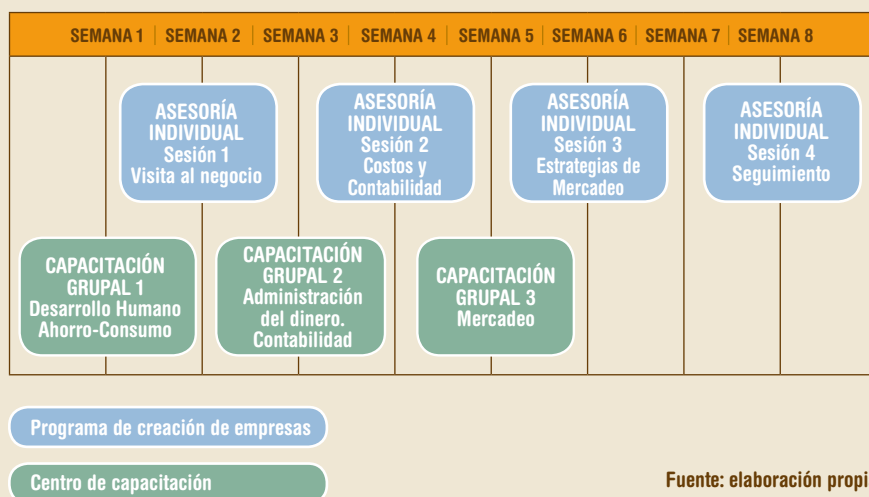 SEMANA 1 | SEMANA 2 | SEMANA 3 | SEMANA 4 | SEMANA 5 | SEMANA 6 | SEMANA 7 | SEMANA 8
ASESORÍA
INDIVIDUAL
Sesión 1
Visita al negocio
ASESORÍA
INDIVIDUAL
Sesión 2
Costos y
Contabilidad
ASESORÍA
INDIVIDUAL
Sesión 3
Estrategias de
Mercadeo
ASESORÍA
INDIVIDUAL
Sesión 4
Seguimiento
CAPACITACIÓN
GRUPAL 1
Desarrollo Humano
Ahorro-Consumo
CAPACITACIÓN
GRUPAL 2
Administración
del dinero.
Contabilidad
CAPACITACIÓN
GRUPAL 3
Mercadeo
Programa de creación de empresas
Centro de capacitación
Fuente: elaboración propi